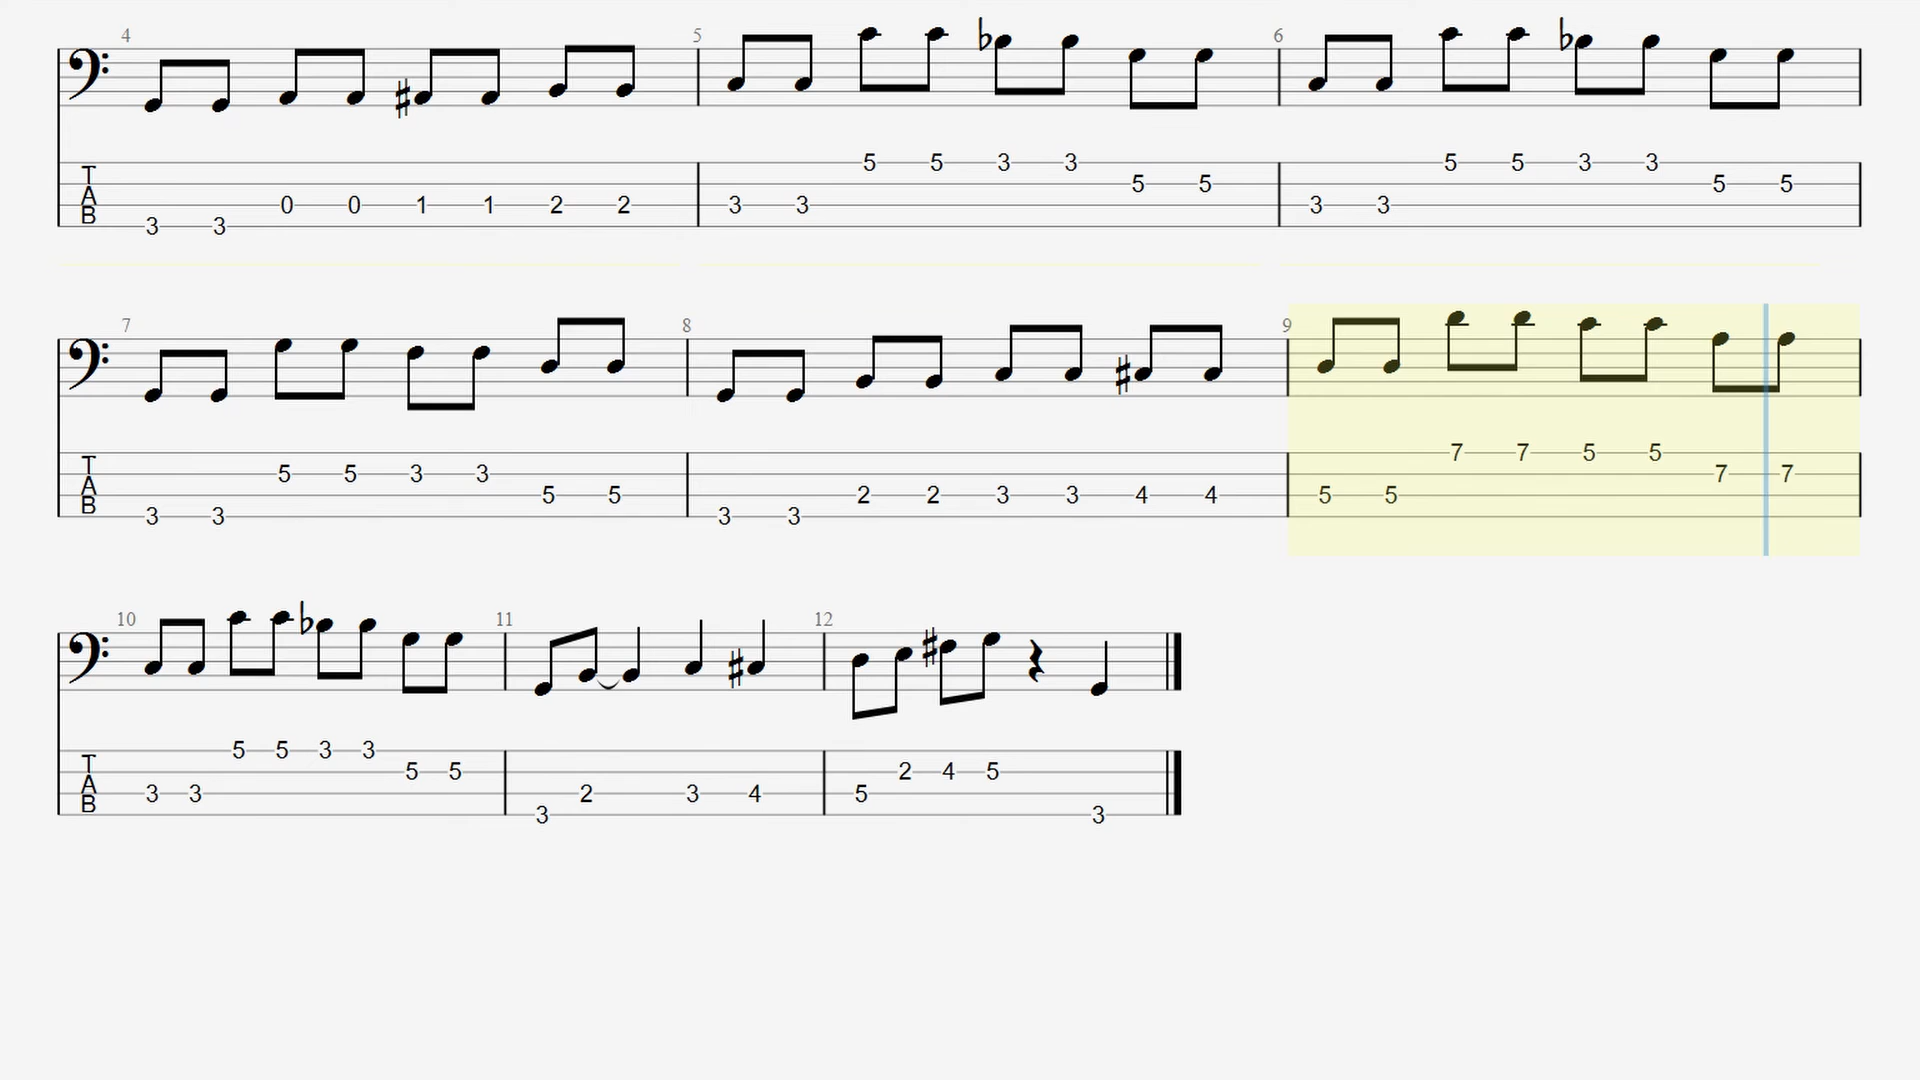 4 5 6
5 5 3 3 5 5 3 3
T 5 5 5 5
A 0 0 1 1 2 2 3 3 3 3
B 3 3
7 8 9
7 7 5 5
T 5 5 3 3 7 7
A 5 5 2 2 3 3 4 4 5 5
B 3 3 3 3
10 11 12
5 5 3 3
T 5 5 2 4 5
A 3 3 2 3 4 5
B 3 3